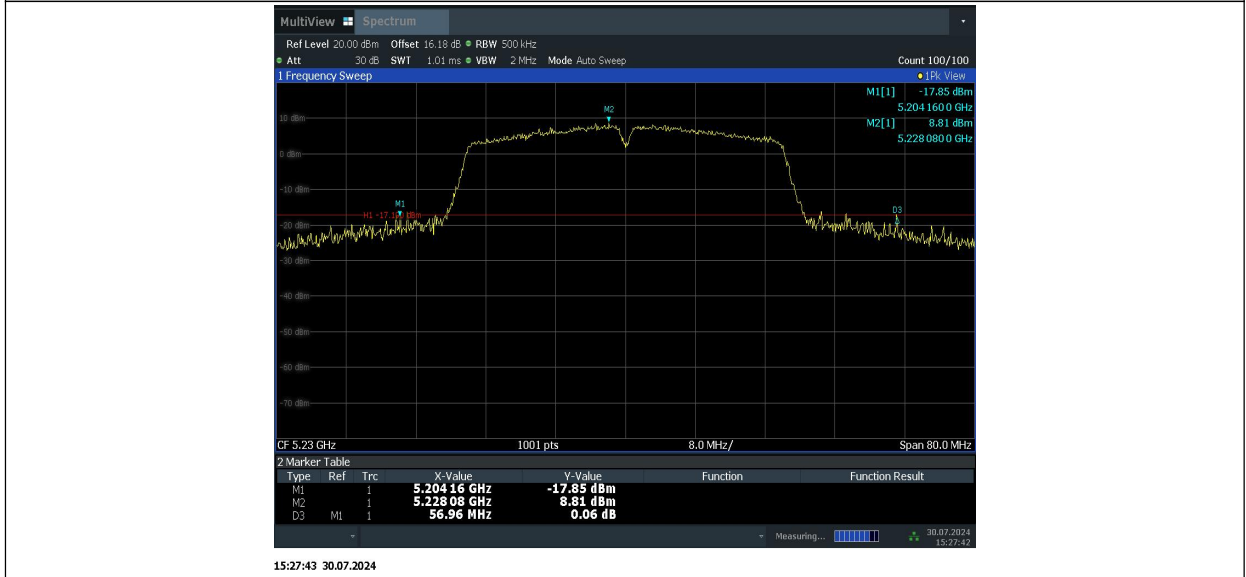 MultiView Spectrum
Ref Level 20.00 dBm Offset 16.18 dB RBW 500 kHz
Att 30 dB SWT 1.01 ms VBW 2 MHz Mode Auto Sweep Count 100/100
1 Frequency Sweep 1Pk View
M1[1] -17.85 dBm
5.204 160 0 GHz
M2[1] 8.81 dBm
5.228 080 0 GHz
M2
10 dBm
0 dBm
-10 dBm
M1
D3
H1 -17.190 dBm
-20 dBm
-30 dBm
-40 dBm
-50 dBm
-60 dBm
-70 dBm
CF 5.23 GHz 1001 pts 8.0 MHz/ Span 80.0 MHz
2 Marker Table
Type Ref Trc X-Value Y-Value Function Function Result
M1 1 5.204 16 GHz -17.85 dBm
M2 1 5.228 08 GHz 8.81 dBm
D3 M1 1 56.96 MHz 0.06 dB
Measuring... 30.07.2024
15:27:42
15:27:43 30.07.2024